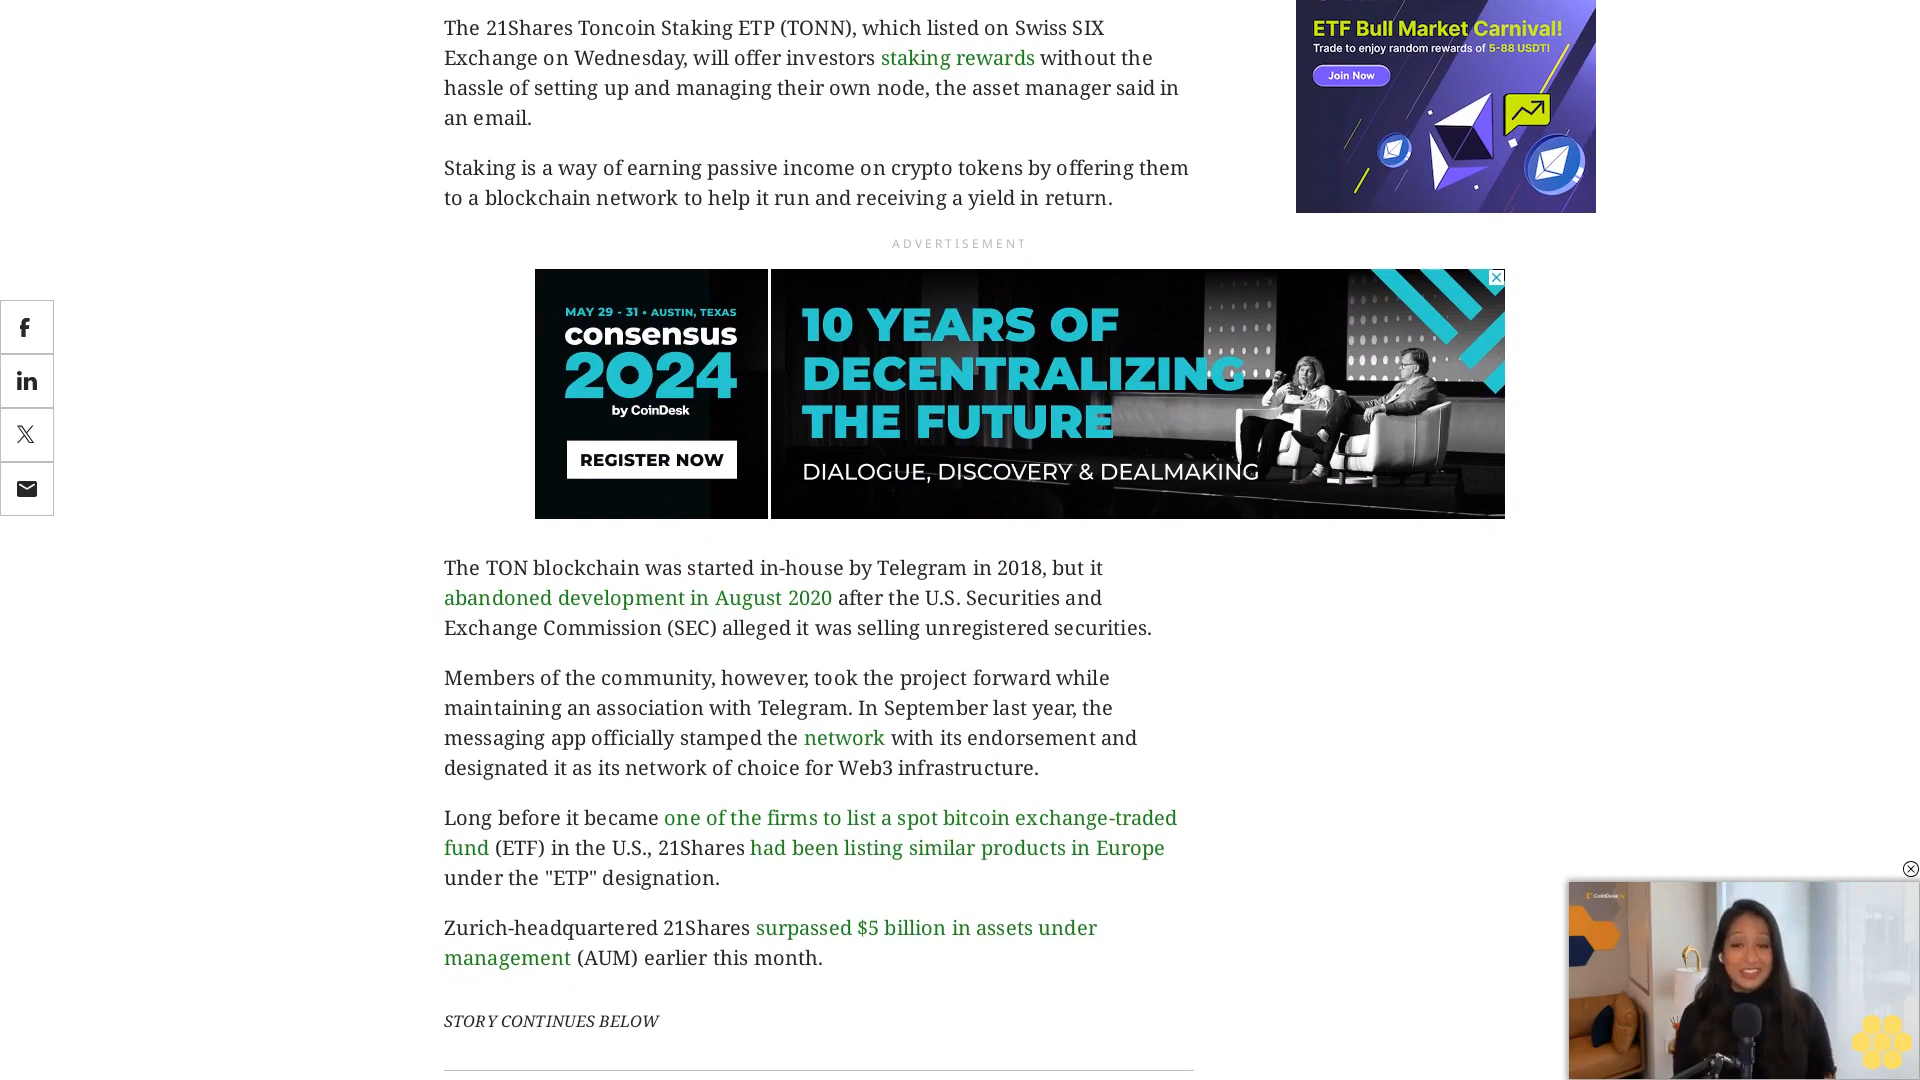 The 21Shares Toncoin Staking ETP (TONN), which listed on Swiss SIX
Exchange on Wednesday, will offer investors staking rewards without the
hassle of setting up and managing their own node, the asset manager said in
an email.
Staking is a way of earning passive income on crypto tokens by offering them
to a blockchain network to help it run and receiving a yield in return.
ETF Bull Market Carnival!
Trade to enjoy random rewards of 5-88 USDT!
Join Now
ADVERTISEMENT
MAY 29 - 31 • AUSTIN, TEXAS
consensus
2024
by CoinDesk
REGISTER NOW
10 YEARS OF
DECENTRALIZING
THE FUTURE
DIALOGUE, DISCOVERY & DEALMAKING
The TON blockchain was started in-house by Telegram in 2018, but it
abandoned development in August 2020 after the U.S. Securities and
Exchange Commission (SEC) alleged it was selling unregistered securities.
Members of the community, however, took the project forward while
maintaining an association with Telegram. In September last year, the
messaging app officially stamped the network with its endorsement and
designated it as its network of choice for Web3 infrastructure.
Long before it became one of the firms to list a spot bitcoin exchange-traded
fund (ETF) in the U.S., 21Shares had been listing similar products in Europe
under the "ETP" designation.
Zurich-headquartered 21Shares surpassed $5 billion in assets under
management (AUM) earlier this month.
STORY CONTINUES BELOW
CoinDesk